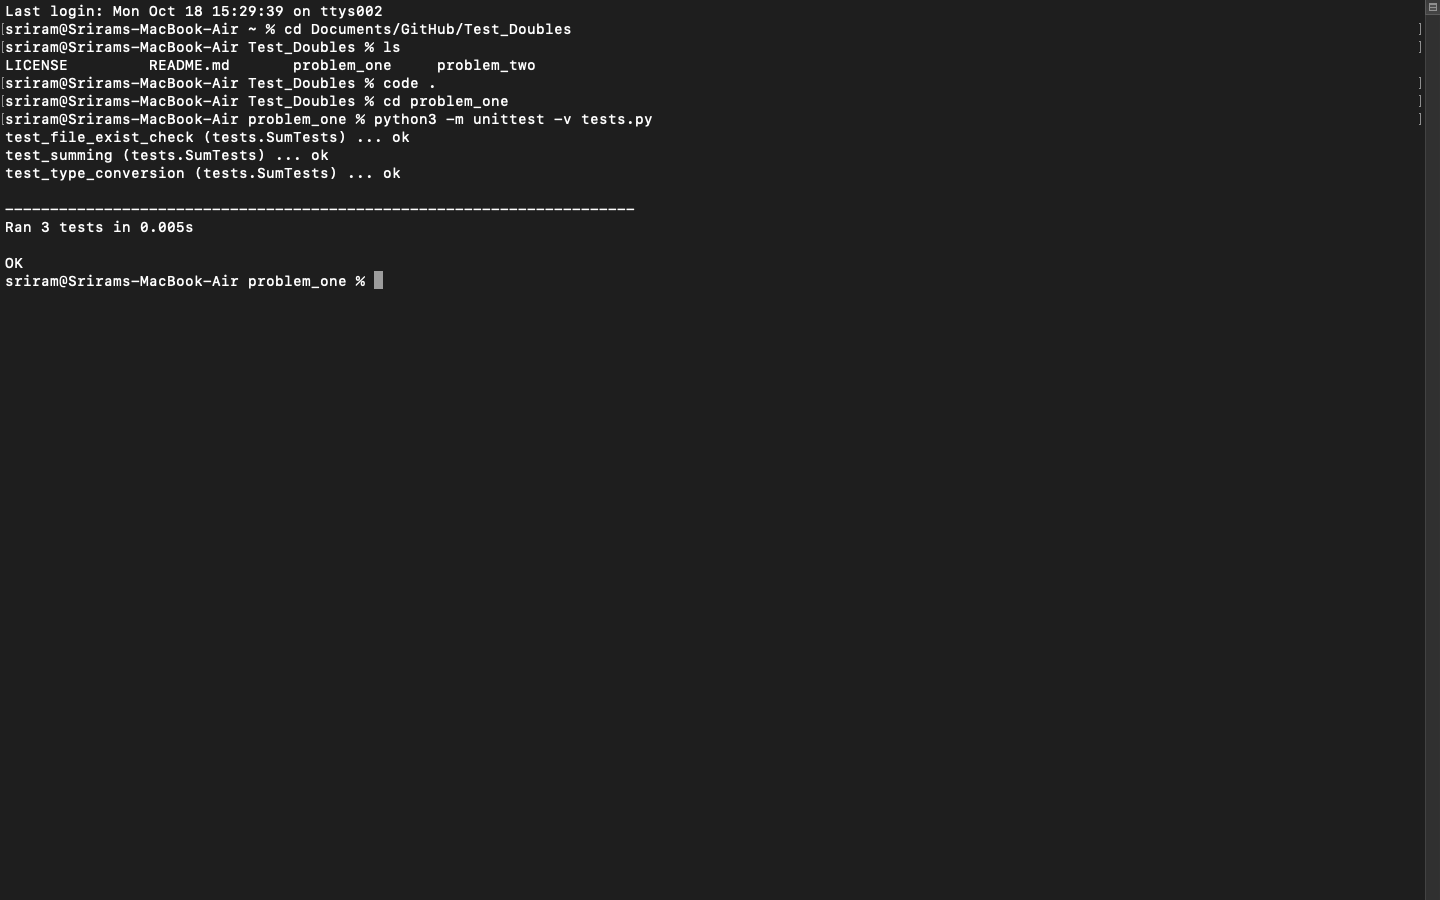 Last login: Mon Oct 18 15:29:39 on ttys002
[sriram@Srirams-MacBook-Air ~ % cd Documents/GitHub/Test_Doubles ]
[sriram@Srirams-MacBook-Air Test_Doubles % ls ]
LICENSE README.md problem_one problem_two
[sriram@Srirams-MacBook-Air Test_Doubles % code . ]
[sriram@Srirams-MacBook-Air Test_Doubles % cd problem_one ]
[sriram@Srirams-MacBook-Air problem_one % python3 -m unittest -v tests.py ]
test_file_exist_check (tests.SumTests) ... ok
test_summing (tests.SumTests) ... ok
test_type_conversion (tests.SumTests) ... ok
----------------------------------------------------------------------
Ran 3 tests in 0.005s
OK
sriram@Srirams-MacBook-Air problem_one %